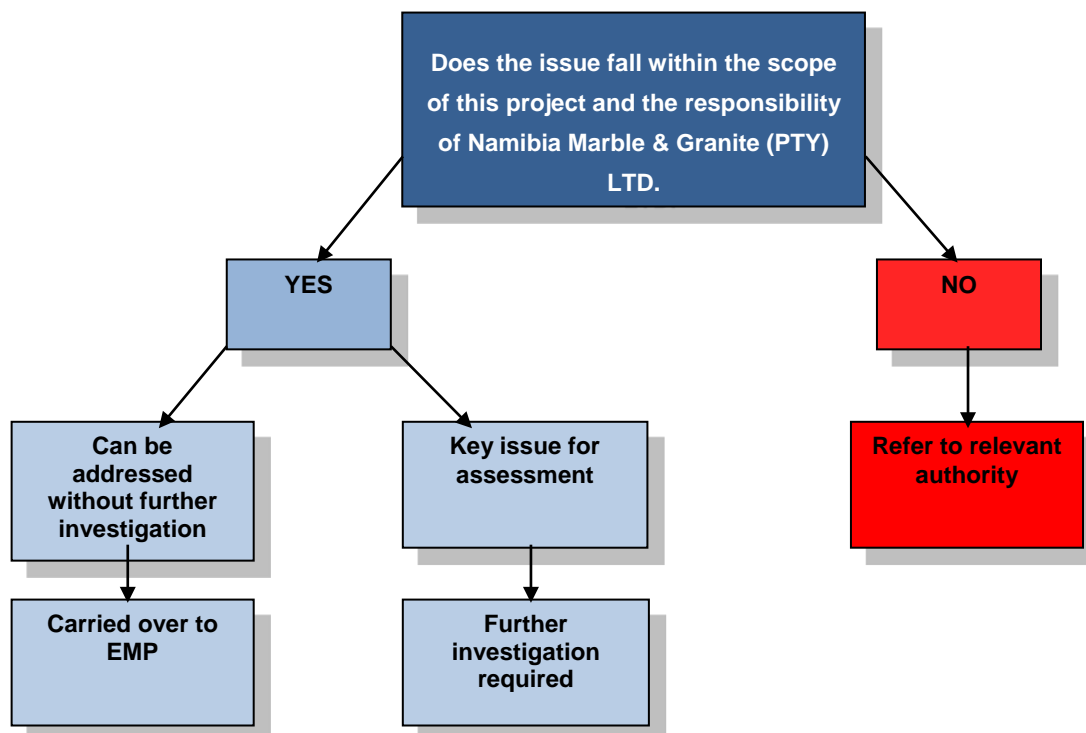 Does the issue fall within the scope
of this project and the responsibility
of Namibia Marble & Granite (PTY)
LTD.
YES
NO
Can be
addressed
without further
investigation
Key issue for
assessment
Refer to relevant
authority
Carried over to
EMP
Further
investigation
required